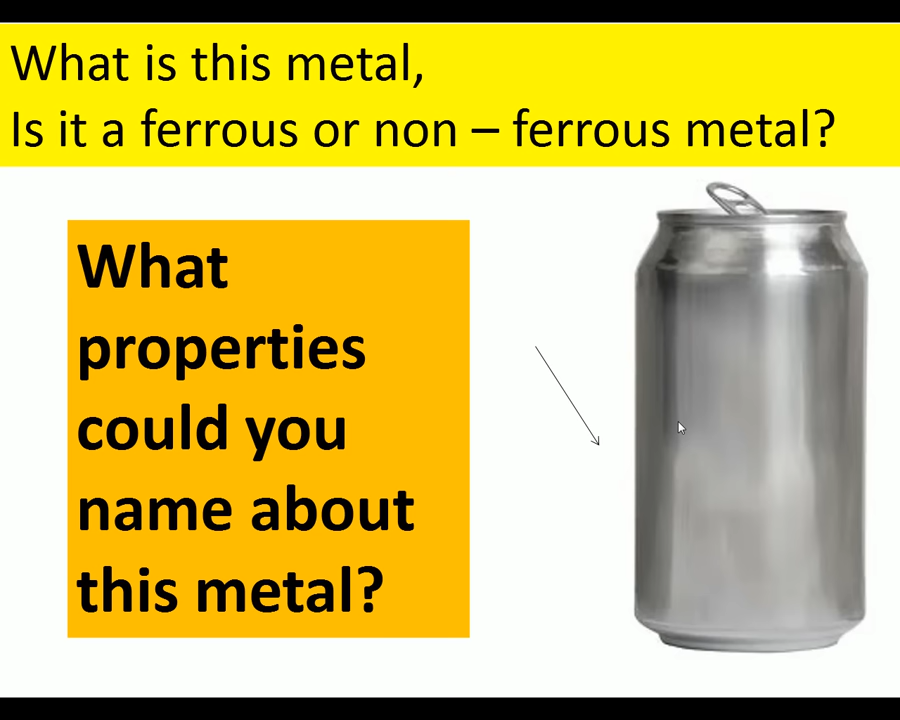 What is this metal,
Is it a ferrous or non – ferrous metal?
What
properties
could you
name about
this metal?